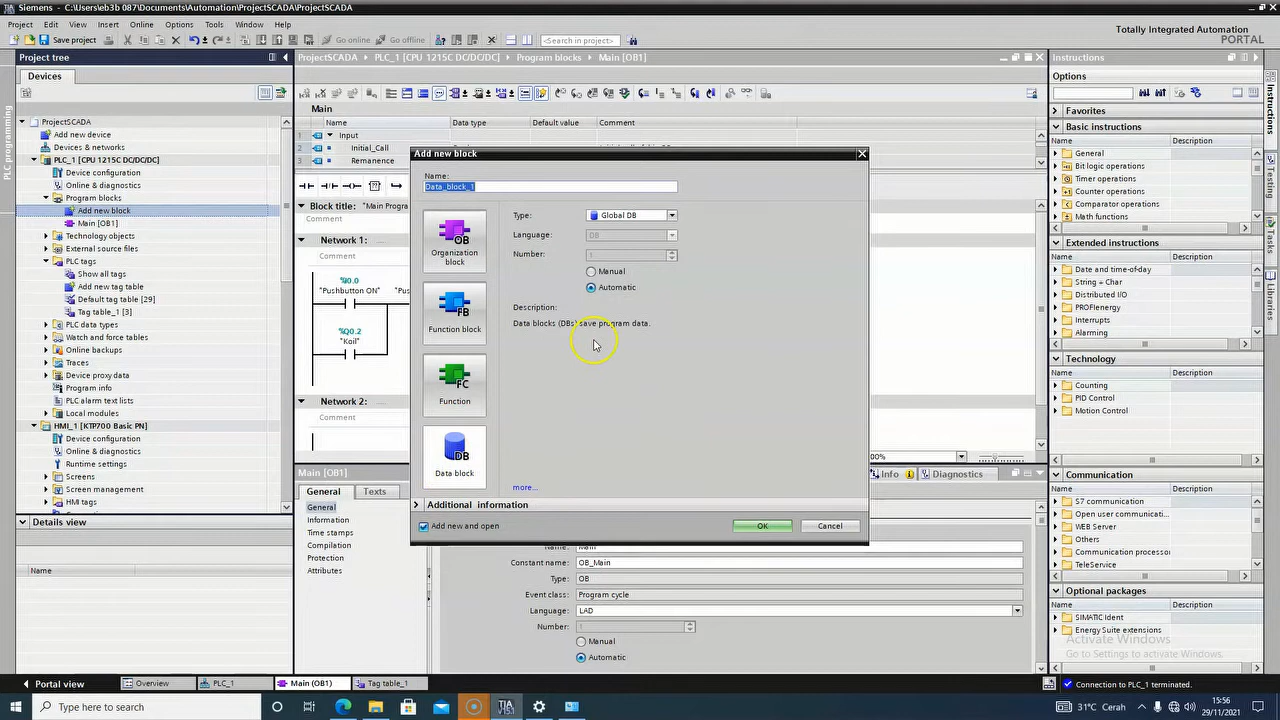 Siemens - C:\Users\eb3b 087\Documents\Automation\ProjectSCADA\ProjectSCADA
Project Edit View Insert Online Options Tools Window Help
Save project
Go online
Go offline
<Search in project>
Totally Integrated Automation
PORTAL
Project tree
Devices
PLC programming
ProjectSCADA
Add new device
Devices & networks
PLC_1 [CPU 1215C DC/DC/DC]
Device configuration
Online & diagnostics
Program blocks
Add new block
Main [OB1]
Technology objects
External source files
PLC tags
Show all tags
Add new tag table
Default tag table [29]
Tag table_1 [3]
PLC data types
Watch and force tables
Online backups
Traces
Device proxy data
Program info
PLC alarm text lists
Local modules
HMI_1 [KTP700 Basic PN]
Device configuration
Online & diagnostics
Runtime settings
Screens
Screen management
HMI tags
Details view
Name
ProjectSCADA PLC_1 [CPU 1215C DC/DC/DC] Program blocks Main [OB1]
Main
Name Data type Default value Comment
1 Input
2 Initial_Call
3 Remanence
Block title: "Main Progra
Comment
Network 1:
Comment
%I0.0
"Pushbutton ON"
%Q0.2
"Koil"
Network 2:
Comment
Add new block
Name:
Data_block_1
OB
Organization
block
FB
Function block
FC
Function
DB
Data block
Type: Global DB
Language: DB
Number: 1
Manual
Automatic
Description:
Data blocks (DBs) save program data.
more...
Additional information
Add new and open
OK
Cancel
Main [OB1]
Info
Diagnostics
General
Texts
General
Information
Time stamps
Compilation
Protection
Attributes
Name: Main
Constant name: OB_Main
Type: OB
Event class: Program cycle
Language: LAD
Number: 1
Manual
Automatic
Instructions
Options
Favorites
Basic instructions
Name Description
General
Bit logic operations
Timer operations
Counter operations
Comparator operations
Math functions
Extended instructions
Name Description
Date and time-of-day
String + Char
Distributed I/O
PROFIenergy
Interrupts
Alarming
Technology
Name Description
Counting
PID Control
Motion Control
Communication
Name Description
S7 communication
Open user communicati...
WEB Server
Others
Communication processor
TeleService
Optional packages
Name Description
SIMATIC Ident
Energy Suite extensions
Activate Windows
Go to Settings to activate Windows.
Instructions
Testing
Tasks
Libraries
Portal view
Overview
PLC_1
Main (OB1)
Tag table_1
Connection to PLC_1 terminated.
Type here to search
31°C Cerah
15:56
29/11/2021